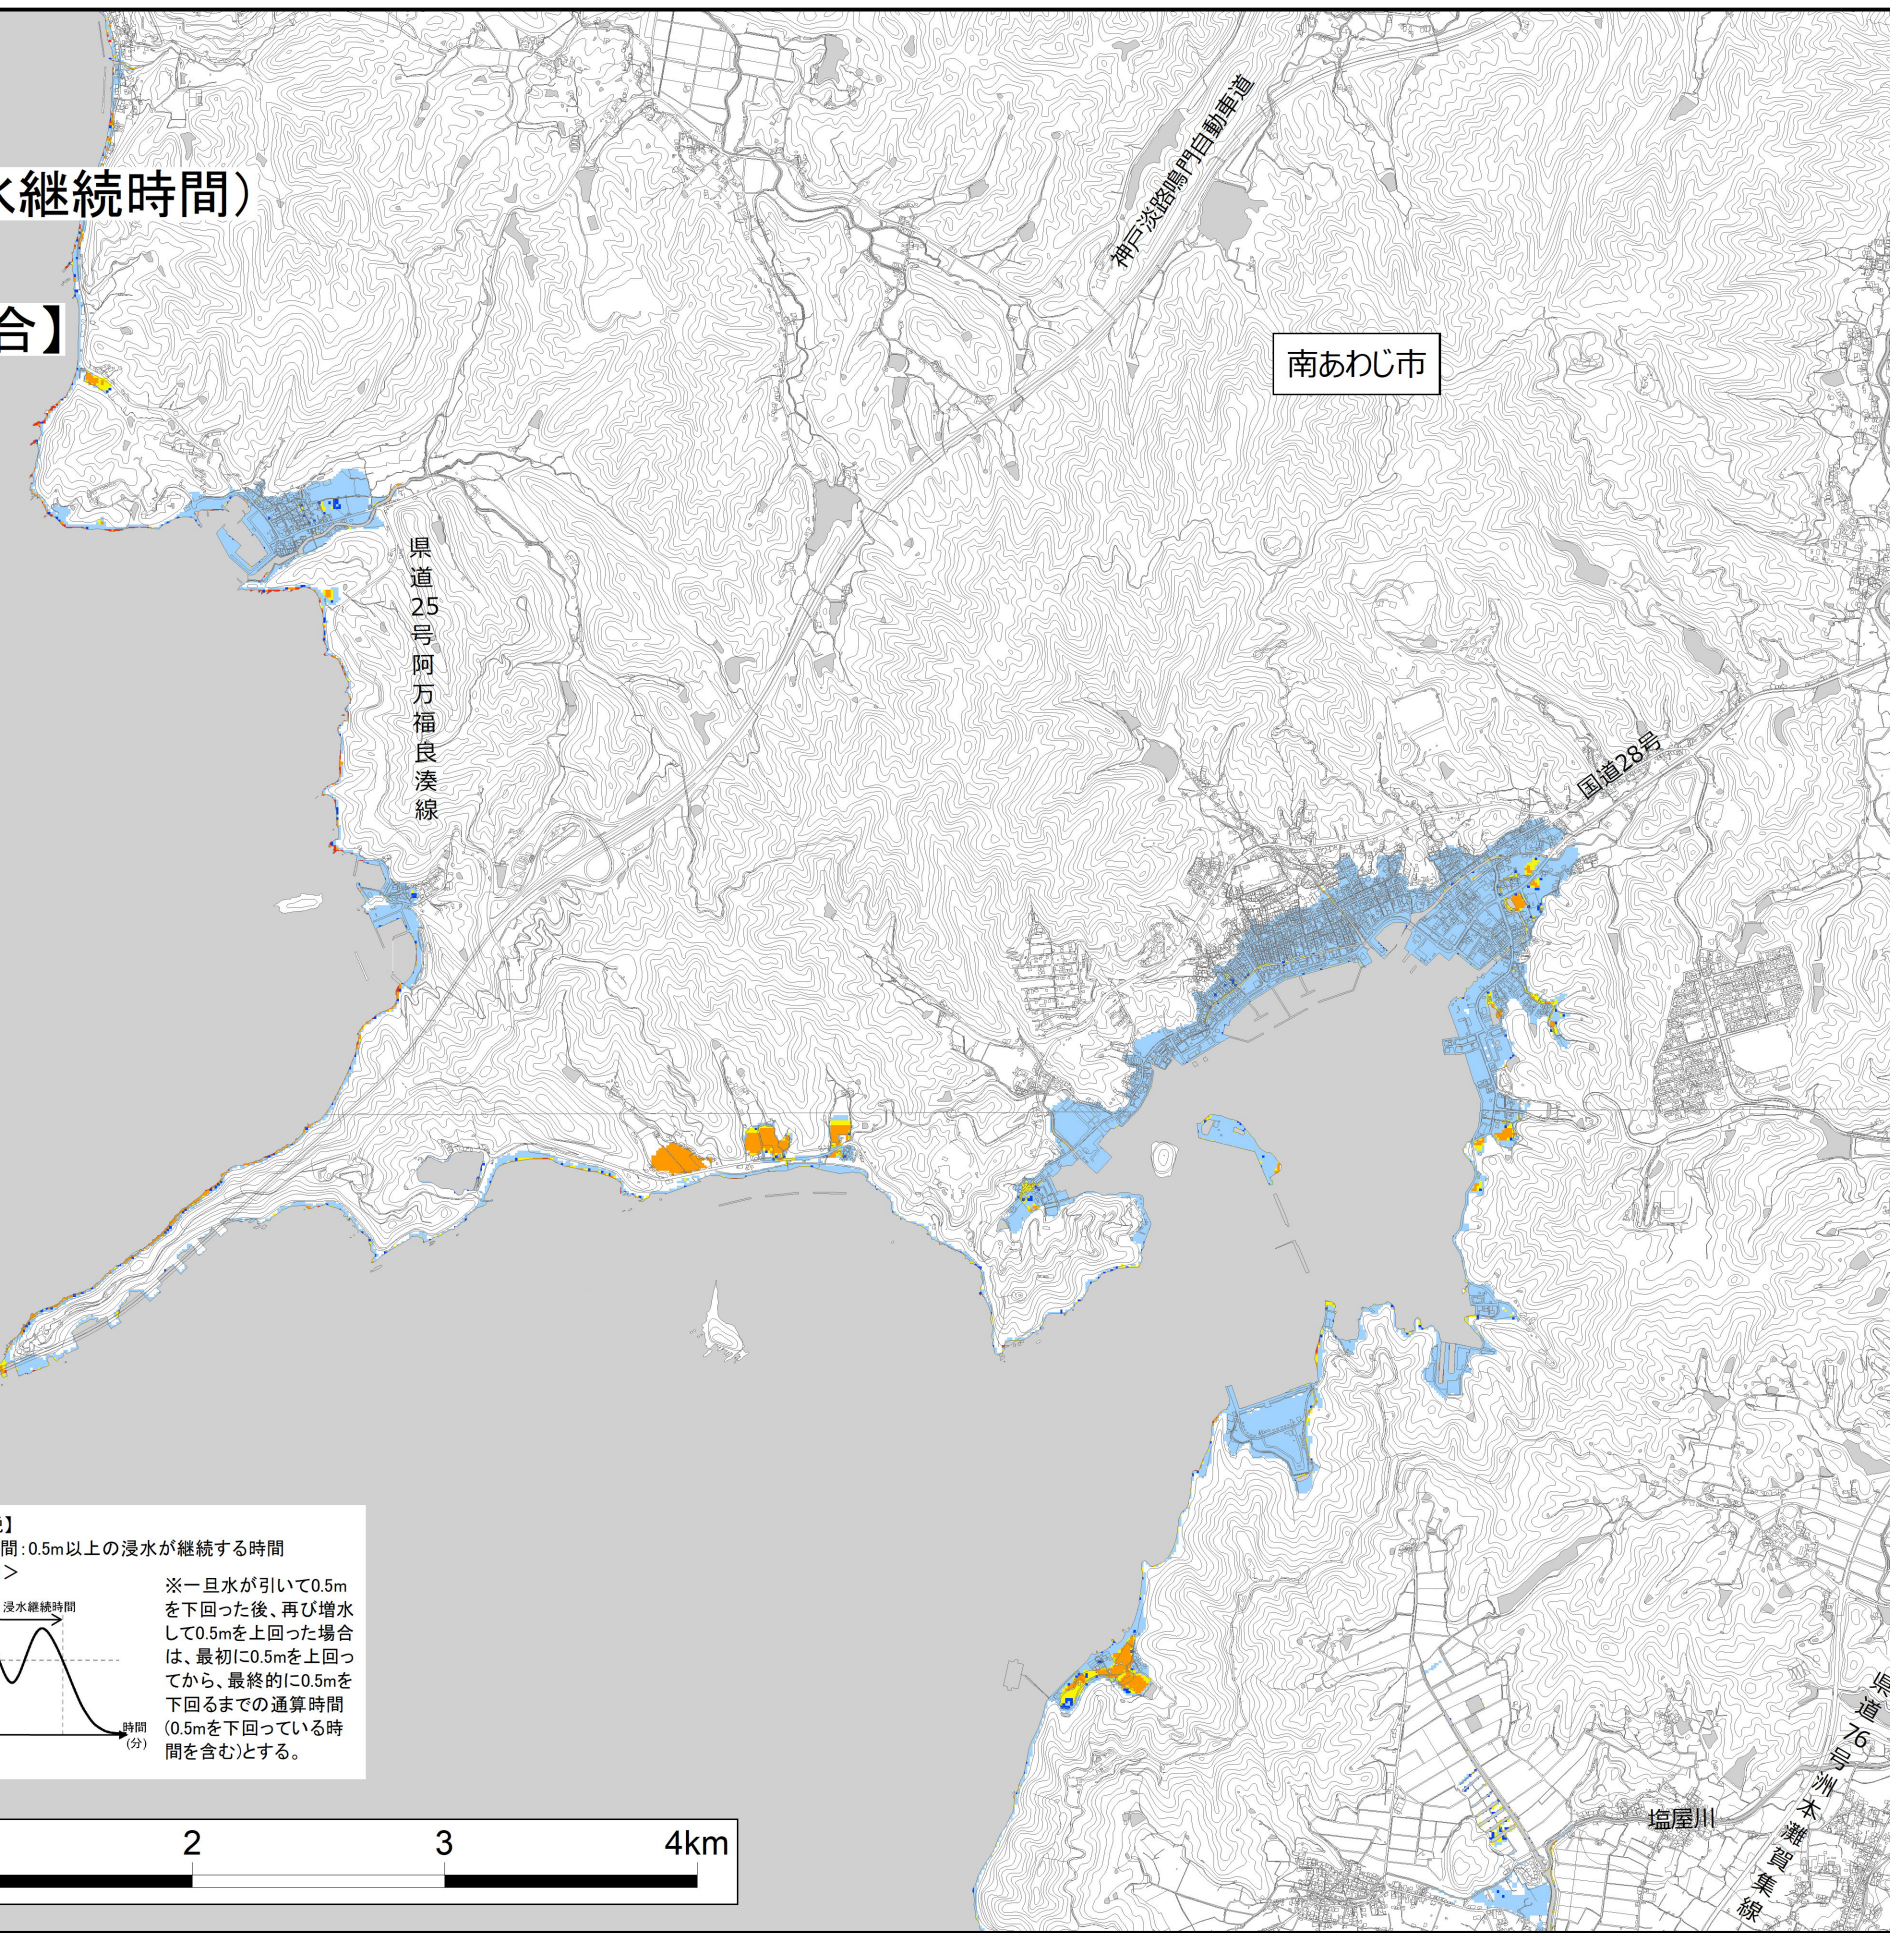 水継続時間）
合】
神戸淡路鳴門自動車道
南あわじ市
県道25号阿万福良湊線
国道28号
】
間：0.5m以上の浸水が継続する時間
＞
浸水継続時間
時間
(分)
※一旦水が引いて0.5m
を下回った後、再び増水
して0.5mを上回った場合
は、最初に0.5mを上回っ
てから、最終的に0.5mを
下回るまでの通算時間
（0.5mを下回っている時
間を含む）とする。
県道76号洲本灘賀集線
塩屋川
2 3 4km